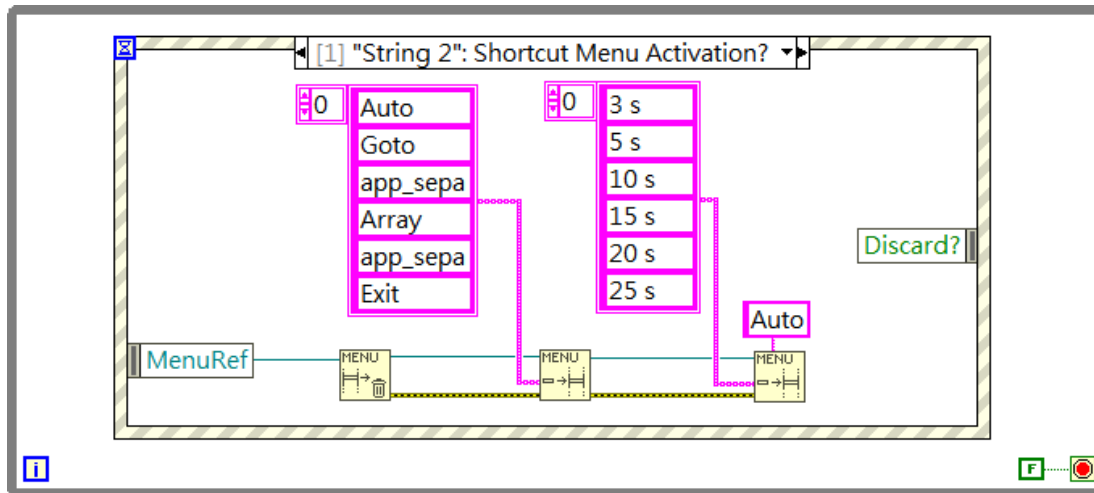 [1] "String 2": Shortcut Menu Activation?
0
Auto
Goto
app_sepa
Array
app_sepa
Exit
0
3 s
5 s
10 s
15 s
20 s
25 s
Discard?
Auto
MenuRef
MENU
MENU
MENU
i
F